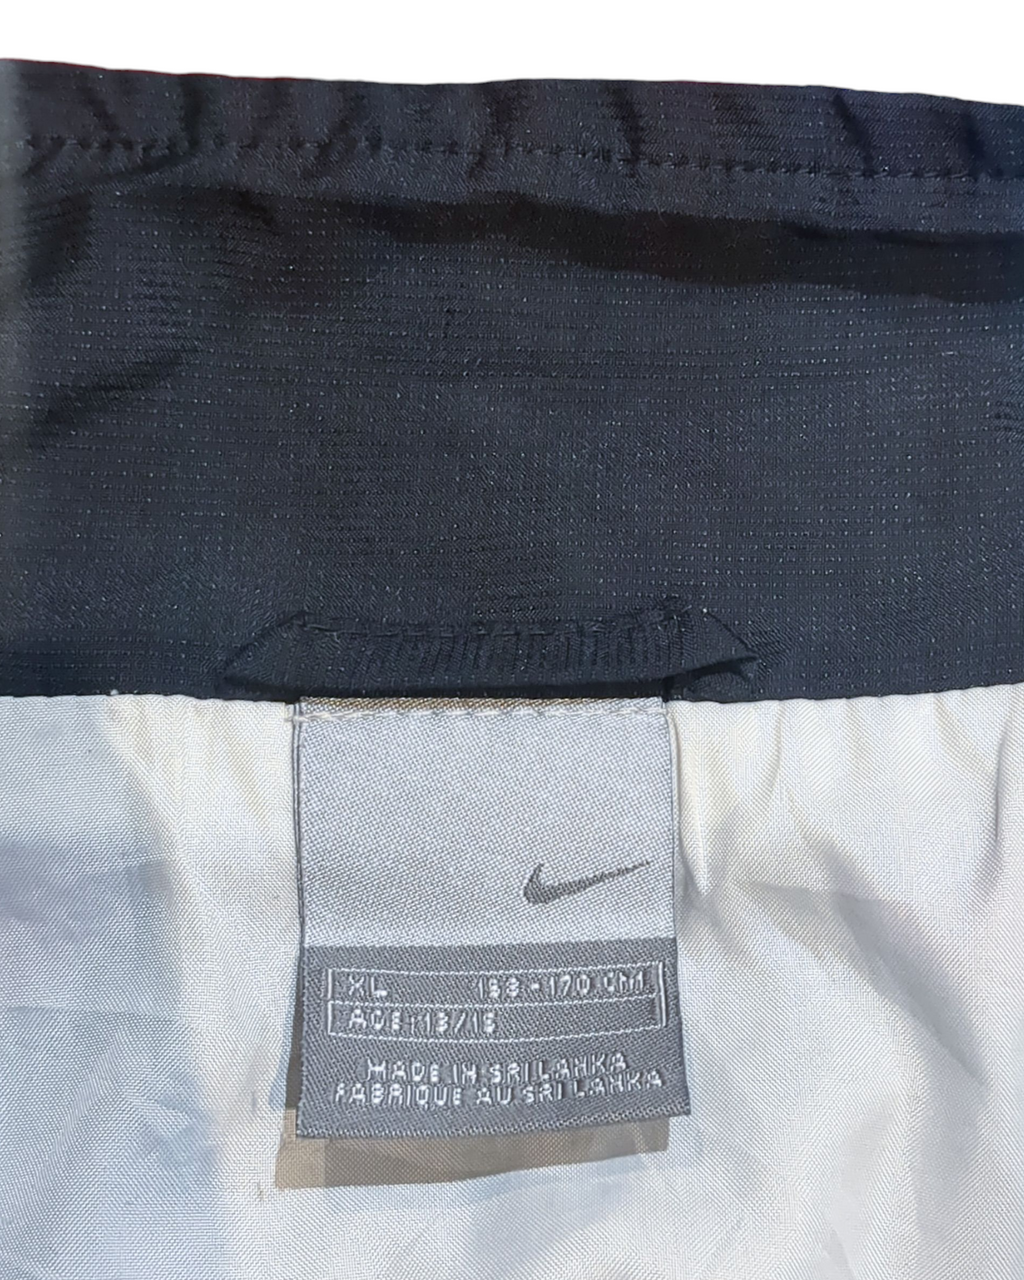 XL 158 - 170 CM
AGE: 13/15
MADE IN SRI LANKA
FABRIQUE AU SRI LANKA